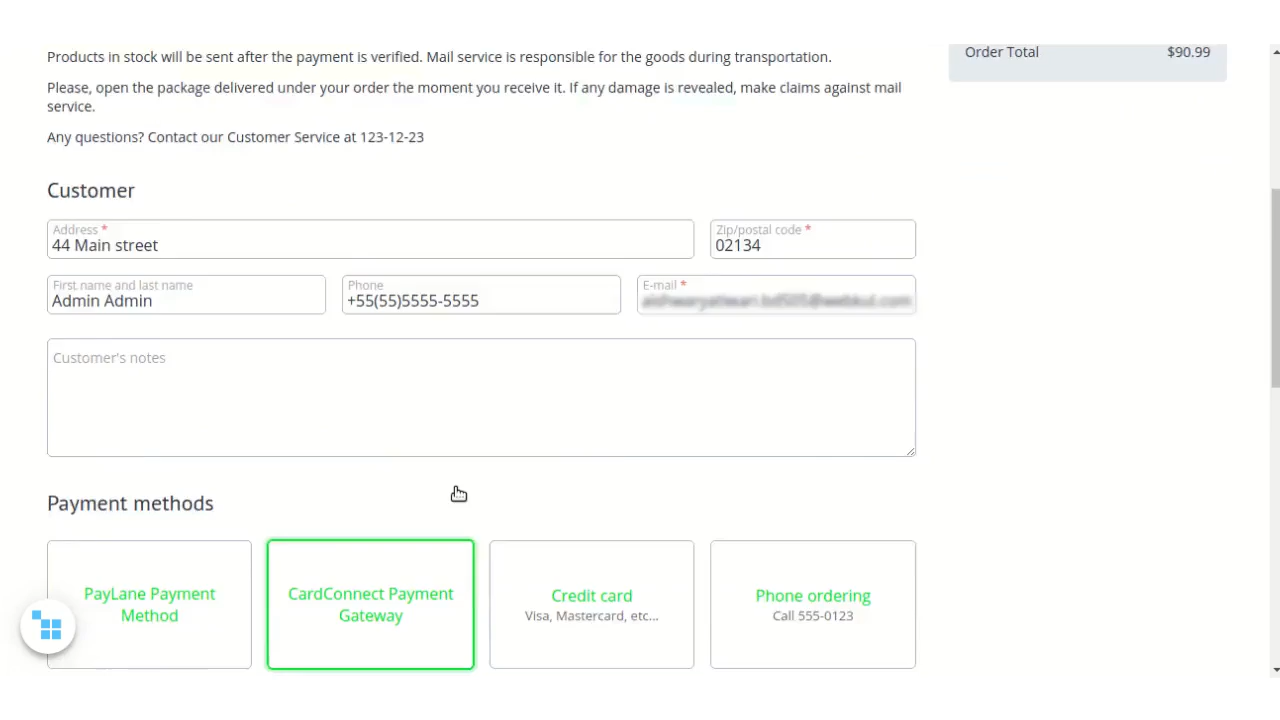 Products in stock will be sent after the payment is verified. Mail service is responsible for the goods during transportation.
Order Total $90.99
Please, open the package delivered under your order the moment you receive it. If any damage is revealed, make claims against mail
service.
Any questions? Contact our Customer Service at 123-12-23
Customer
Address *
44 Main street
Zip/postal code *
02134
First name and last name
Admin Admin
Phone
+55(55)5555-5555
E-mail *
Customer's notes
Payment methods
PayLane Payment
Method
CardConnect Payment
Gateway
Credit card
Visa, Mastercard, etc...
Phone ordering
Call 555-0123